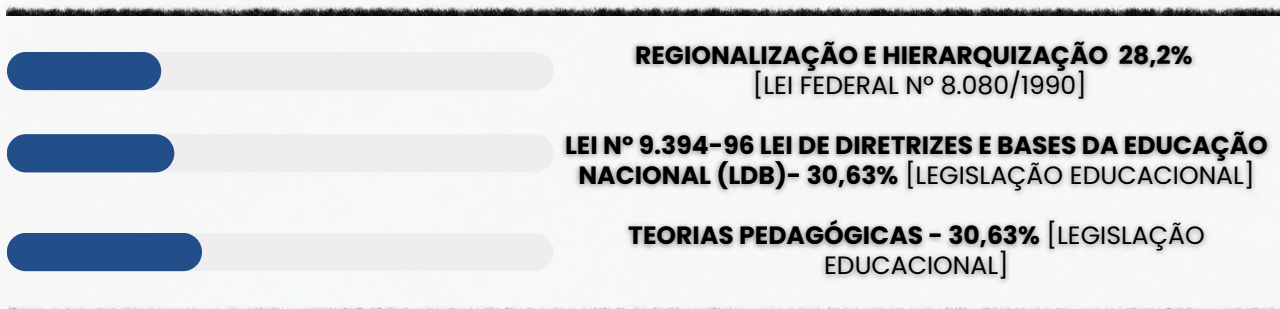 REGIONALIZAÇÃO E HIERARQUIZAÇÃO 28,2%
[LEI FEDERAL Nº 8.080/1990]
LEI Nº 9.394-96 LEI DE DIRETRIZES E BASES DA EDUCAÇÃO
NACIONAL (LDB)- 30,63% [LEGISLAÇÃO EDUCACIONAL]
TEORIAS PEDAGÓGICAS - 30,63% [LEGISLAÇÃO
EDUCACIONAL]